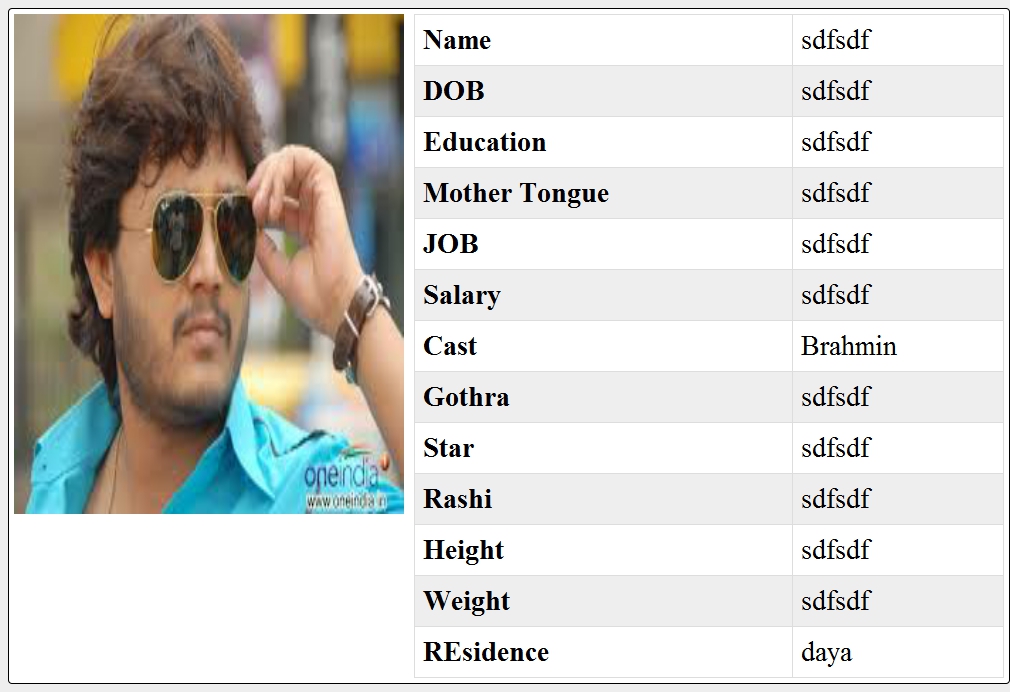 Name sdfsdf
DOB sdfsdf
Education sdfsdf
Mother Tongue sdfsdf
JOB sdfsdf
Salary sdfsdf
Cast Brahmin
Gothra sdfsdf
Star sdfsdf
Rashi sdfsdf
Height sdfsdf
Weight sdfsdf
REsidence daya
oneindia
www.oneindia.in